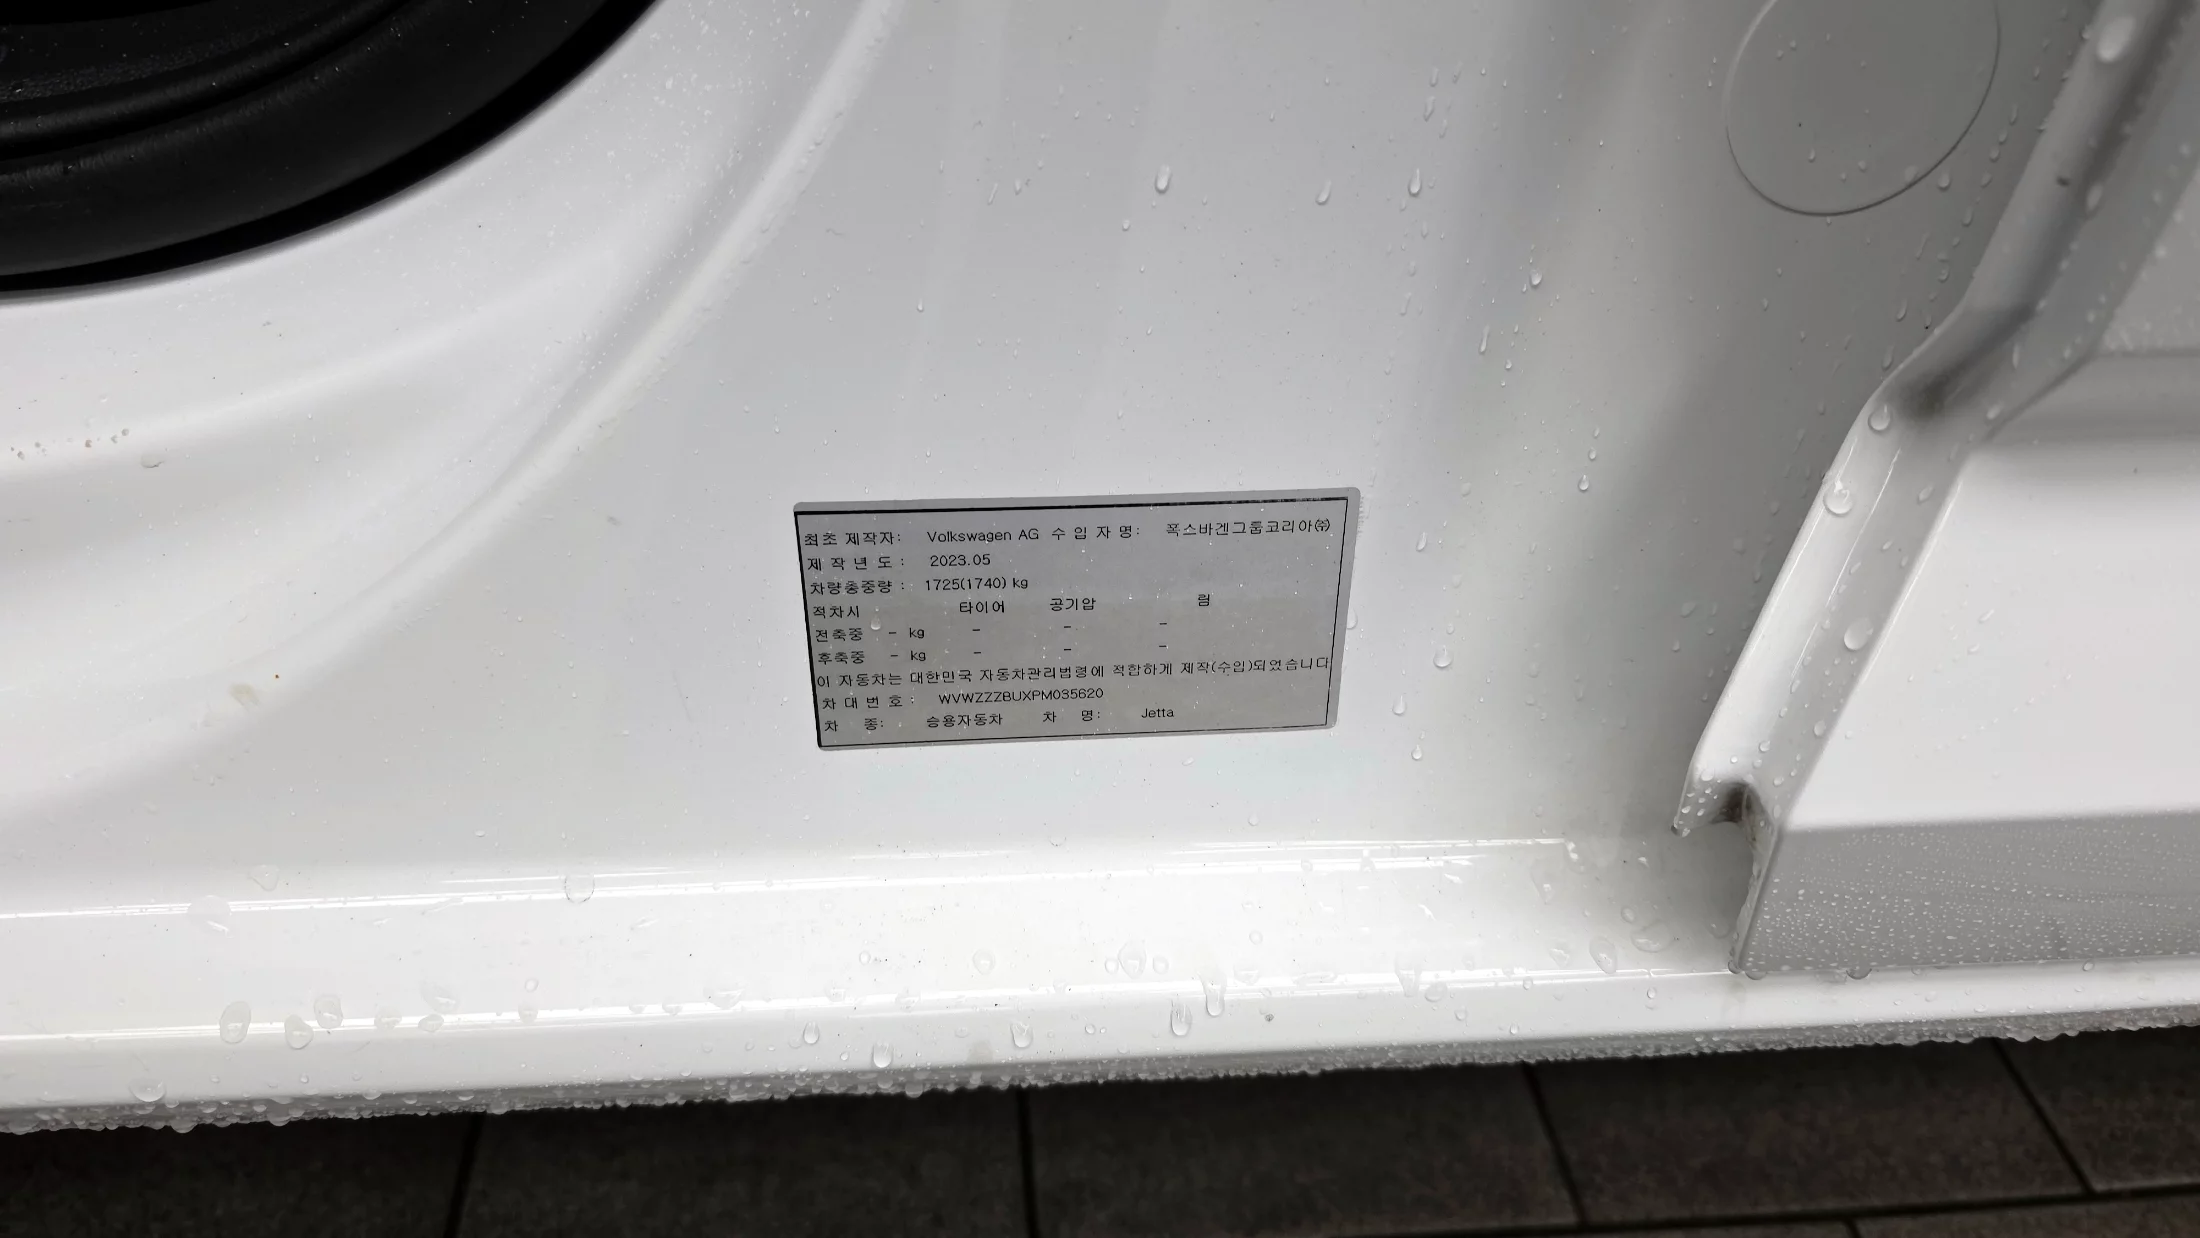 최초 제작자: Volkswagen AG 수 입 자 명: 폭스바겐그룹코리아㈜
제 작 년 도 : 2023.05
차량총중량 : 1725(1740) kg
적차시 타이어 공기압 림
전축중 - kg - - -
후축중 - kg - - -
이 자동차는 대한민국 자동차관리법령에 적합하게 제작(수입)되었습니다
차 대 번 호 : WVWZZZBUXPM035620
차 종: 승용자동차 차 명: Jetta